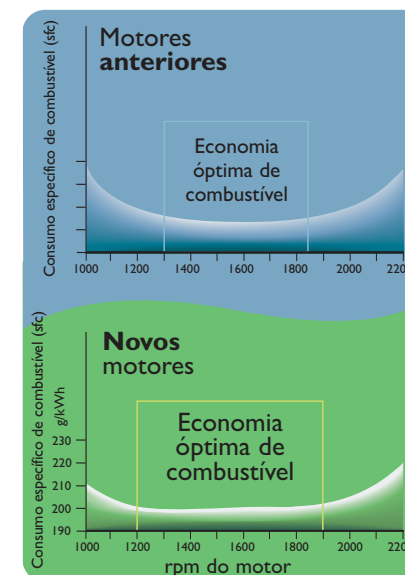 Motores
anteriores
Consumo específico de combustível (sfc)
Economia
óptima de
combustível
1000 1200 1400 1600 1800 2000 220
Novos
motores
Consumo específico de combustível (sfc)
g/kWh
Economia
óptima de
combustível
230
220
210
200
190
1000 1200 1400 1600 1800 2000 220
rpm do motor